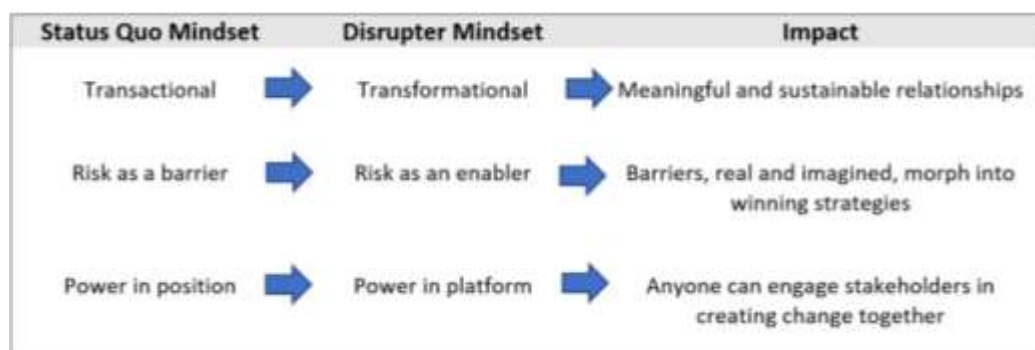 Status Quo Mindset Disrupter Mindset Impact
Transactional Transformational Meaningful and sustainable relationships
Risk as a barrier Risk as an enabler Barriers, real and imagined, morph into
winning strategies
Power in position Power in platform Anyone can engage stakeholders in
creating change together